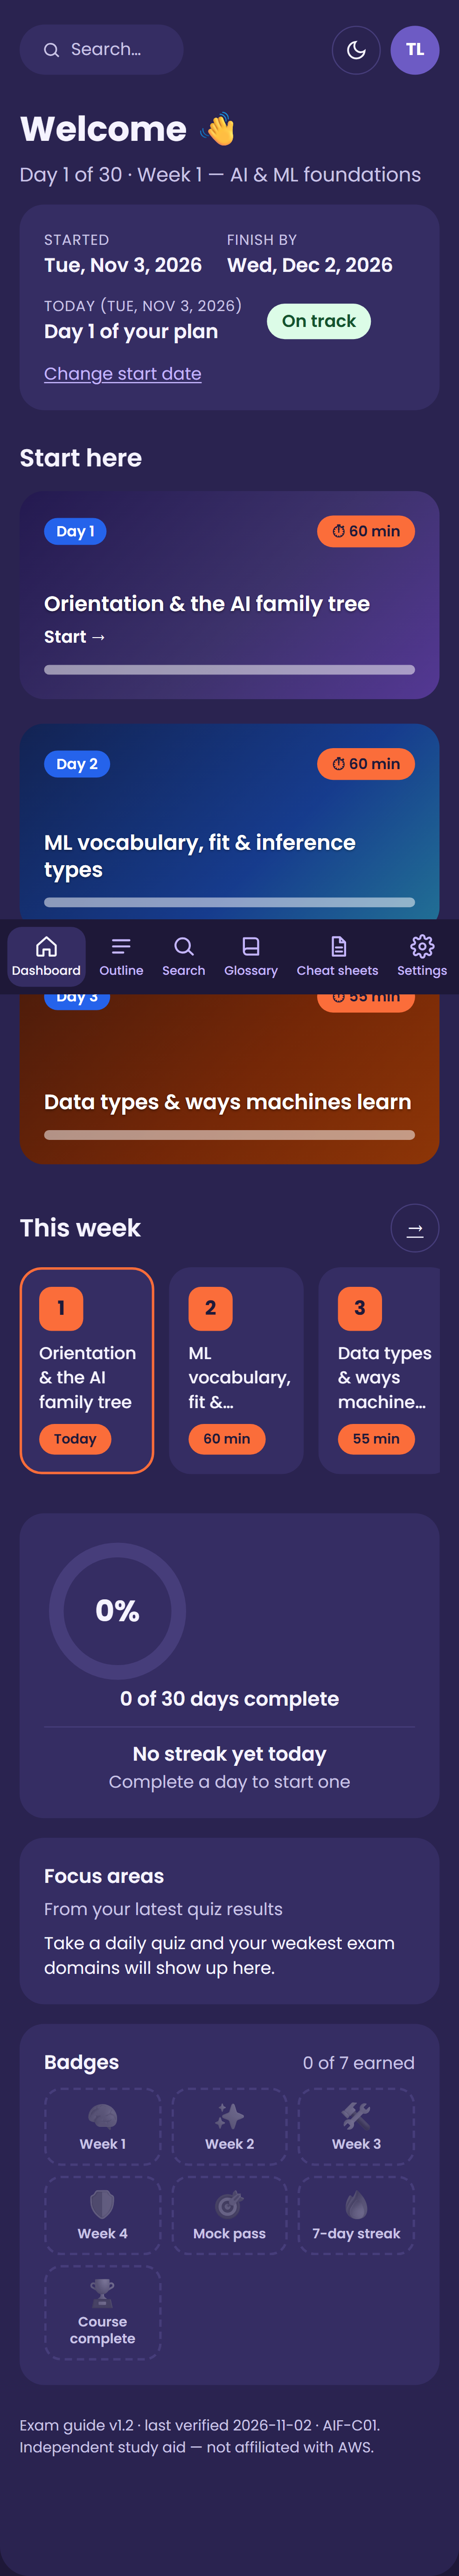 Search...
TL
Welcome 👋
Day 1 of 30 · Week 1 — AI & ML foundations
STARTED
Tue, Nov 3, 2026
FINISH BY
Wed, Dec 2, 2026
TODAY (TUE, NOV 3, 2026)
Day 1 of your plan
On track
Change start date
Start here
Day 1
⏱ 60 min
Orientation & the AI family tree
Start →
Day 2
⏱ 60 min
ML vocabulary, fit & inference
types
Dashboard
Outline
Search
Glossary
Cheat sheets
Settings
Day 3
⏱ 55 min
Data types & ways machines learn
This week
→
1
Orientation
& the AI
family tree
Today
2
ML
vocabulary,
fit &...
60 min
3
Data types
& ways
machine...
55 min
0%
0 of 30 days complete
No streak yet today
Complete a day to start one
Focus areas
From your latest quiz results
Take a daily quiz and your weakest exam
domains will show up here.
Badges
0 of 7 earned
Week 1
Week 2
Week 3
Week 4
Mock pass
7-day streak
Course
complete
Exam guide v1.2 · last verified 2026-11-02 · AIF-C01.
Independent study aid — not affiliated with AWS.